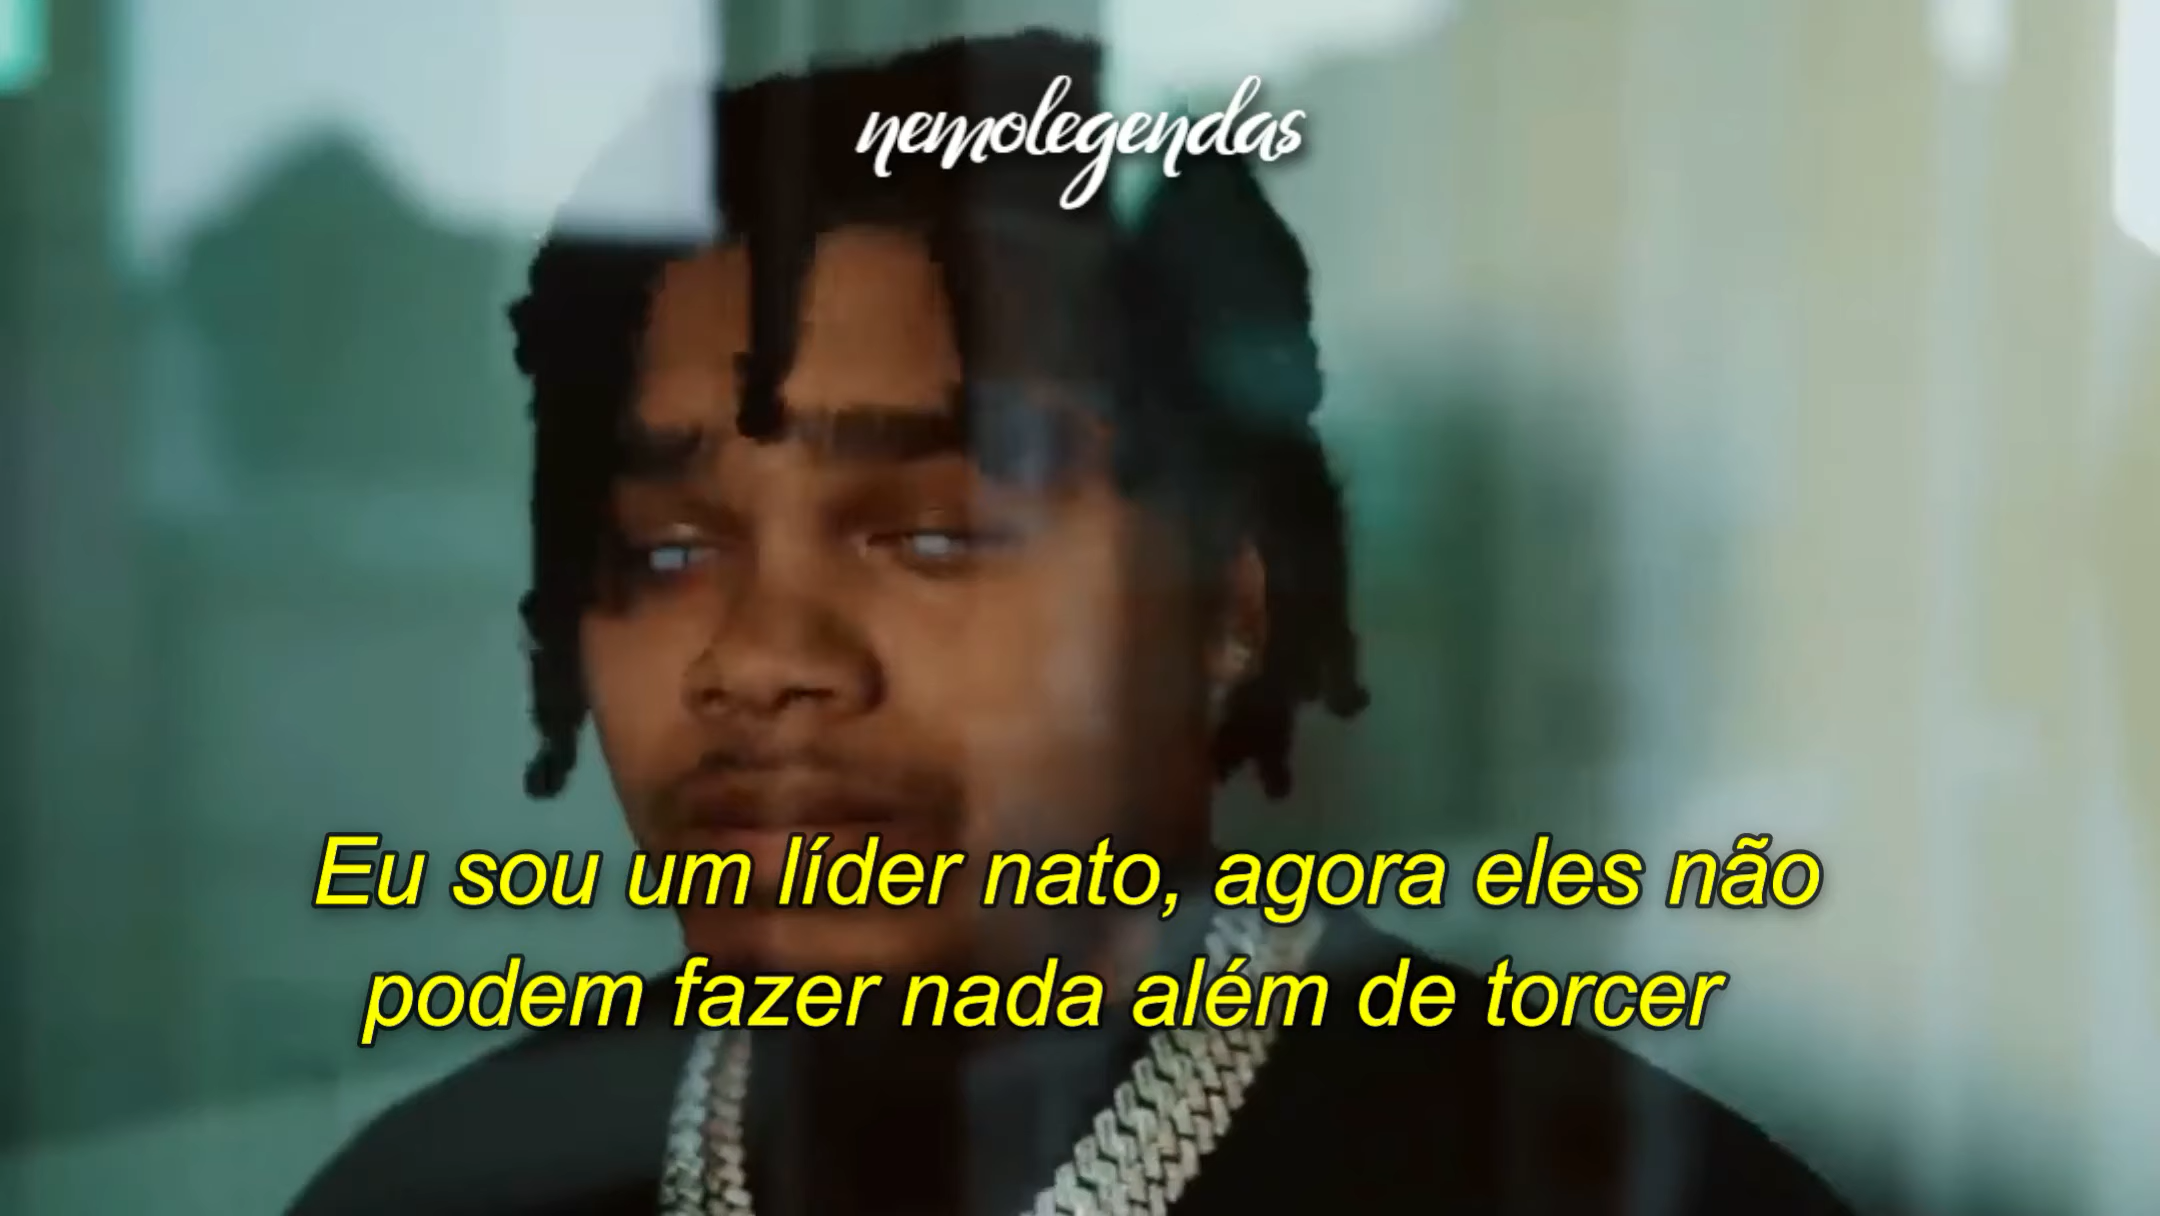 nemolegendas
Eu sou um líder nato, agora eles não
podem fazer nada além de torcer